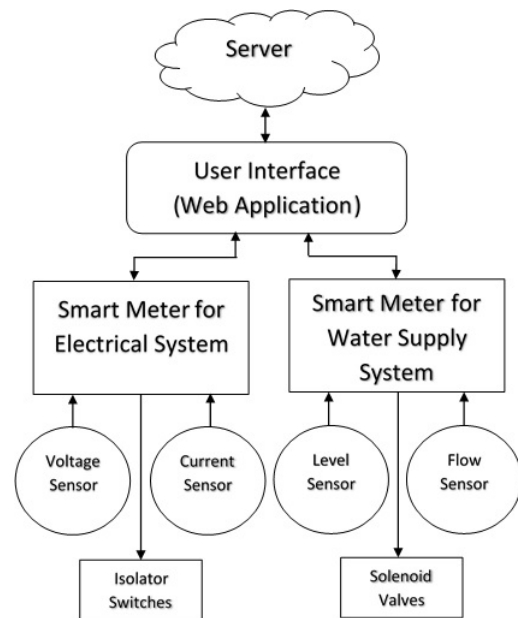 Server
User Interface
(Web Application)
Smart Meter for
Electrical System
Smart Meter for
Water Supply
System
Voltage
Sensor
Current
Sensor
Level
Sensor
Flow
Sensor
Isolator
Switches
Solenoid
Valves